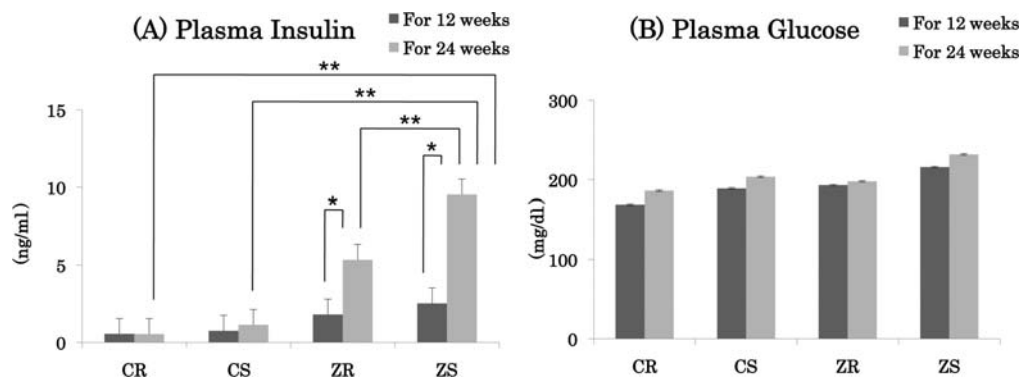 (A) Plasma Insulin
For 12 weeks
For 24 weeks
**
**
**
*
*
15
10
5
0
(ng/ml)
CR CS ZR ZS
(B) Plasma Glucose
For 12 weeks
For 24 weeks
300
200
100
0
(mg/dl)
CR CS ZR ZS